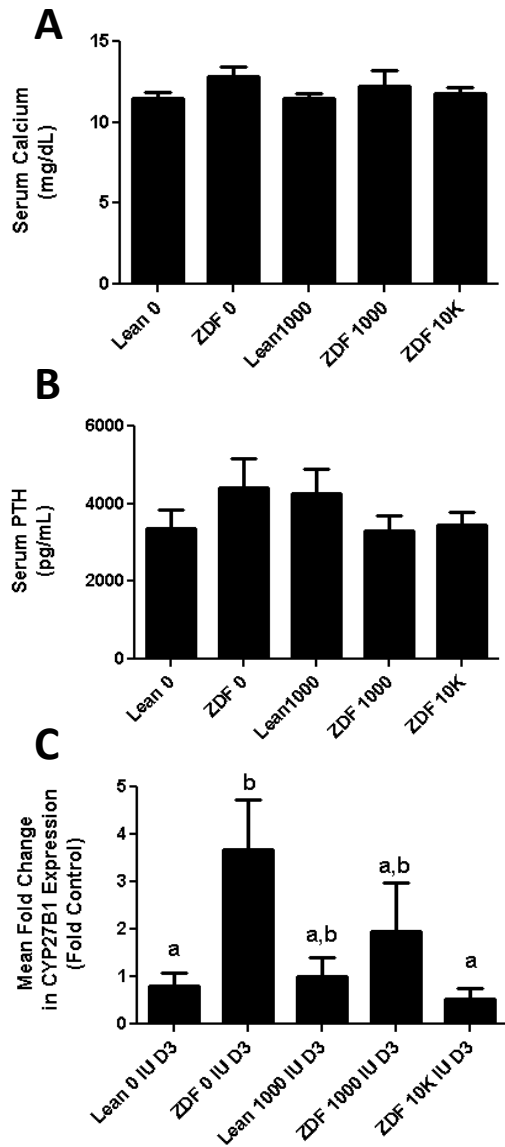 A
Serum Calcium
(mg/dL)
15
10
5
0
Lean 0
ZDF 0
Lean1000
ZDF 1000
ZDF 10K
B
Serum PTH
(pg/mL)
6000
4000
2000
0
Lean 0
ZDF 0
Lean1000
ZDF 1000
ZDF 10K
C
Mean Fold Change
in CYP27B1 Expression
(Fold Control)
5
4
3
2
1
0
a
b
a,b
a,b
a
Lean 0 IU D3
ZDF 0 IU D3
Lean 1000 IU D3
ZDF 1000 IU D3
ZDF 10K IU D3